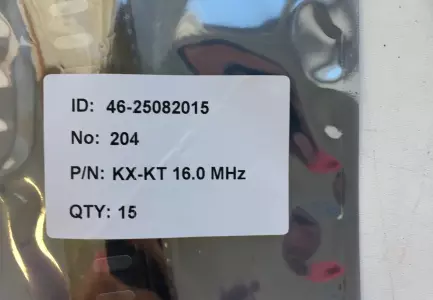 ID: 46-25082015
No: 204
P/N: KX-KT 16.0 MHz
QTY: 15